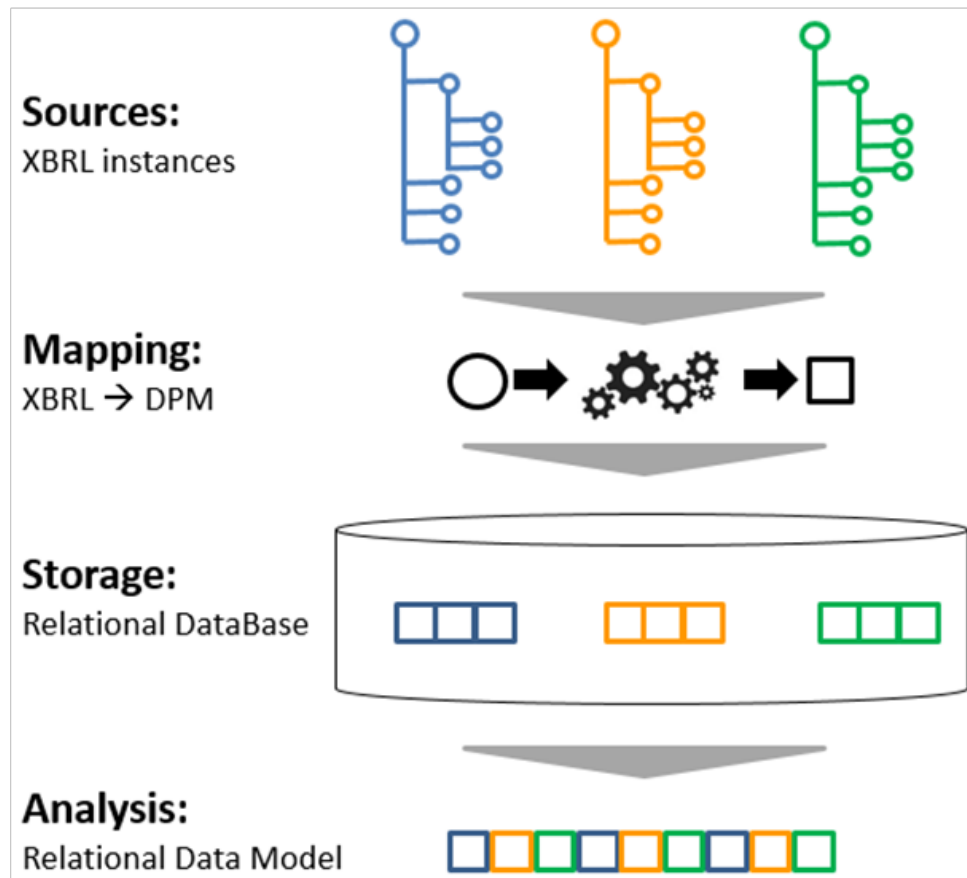 Sources:
XBRL instances
Mapping:
XBRL → DPM
Storage:
Relational DataBase
Analysis:
Relational Data Model